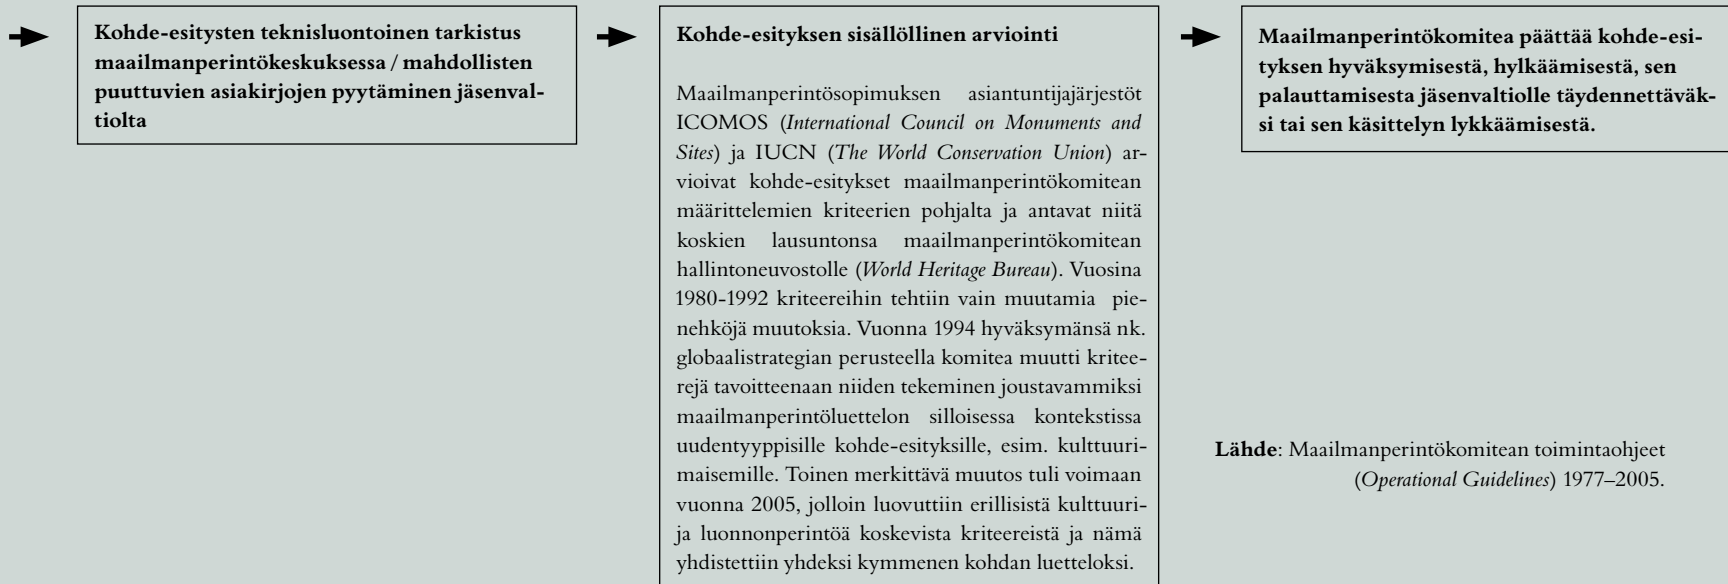 Kohde-esitysten teknisluontoinen tarkistus
maailmanperintökeskuksessa / mahdollisten
puuttuvien asiakirjojen pyytäminen jäsenval-
tiolta
Kohde-esityksen sisällöllinen arviointi
Maailmanperintösopimuksen asiantuntijajärjestöt
ICOMOS (International Council on Monuments and
Sites) ja IUCN (The World Conservation Union) ar-
vioivat kohde-esitykset maailmanperintökomitean
määrittelemien kriteerien pohjalta ja antavat niitä
koskien lausuntonsa maailmanperintökomitean
hallintoneuvostolle (World Heritage Bureau). Vuosina
1980-1992 kriteereihin tehtiin vain muutamia pie-
nehköjä muutoksia. Vuonna 1994 hyväksymänsä nk.
globaalistrategian perusteella komitea muutti kritee-
rejä tavoitteenaan niiden tekeminen joustavammiksi
maailmanperintöluettelon silloisessa kontekstissa
uudentyyppisille kohde-esityksille, esim. kulttuuri-
maisemille. Toinen merkittävä muutos tuli voimaan
vuonna 2005, jolloin luovuttiin erillisistä kulttuuri-
ja luonnonperintöä koskevista kriteereistä ja nämä
yhdistettiin yhdeksi kymmenen kohdan luetteloksi.
Maailmanperintökomitea päättää kohde-esi-
tyksen hyväksymisestä, hylkäämisestä, sen
palauttamisesta jäsenvaltiolle täydennettäväk-
si tai sen käsittelyn lykkäämisestä.
Lähde: Maailmanperintökomitean toimintaohjeet
(Operational Guidelines) 1977–2005.